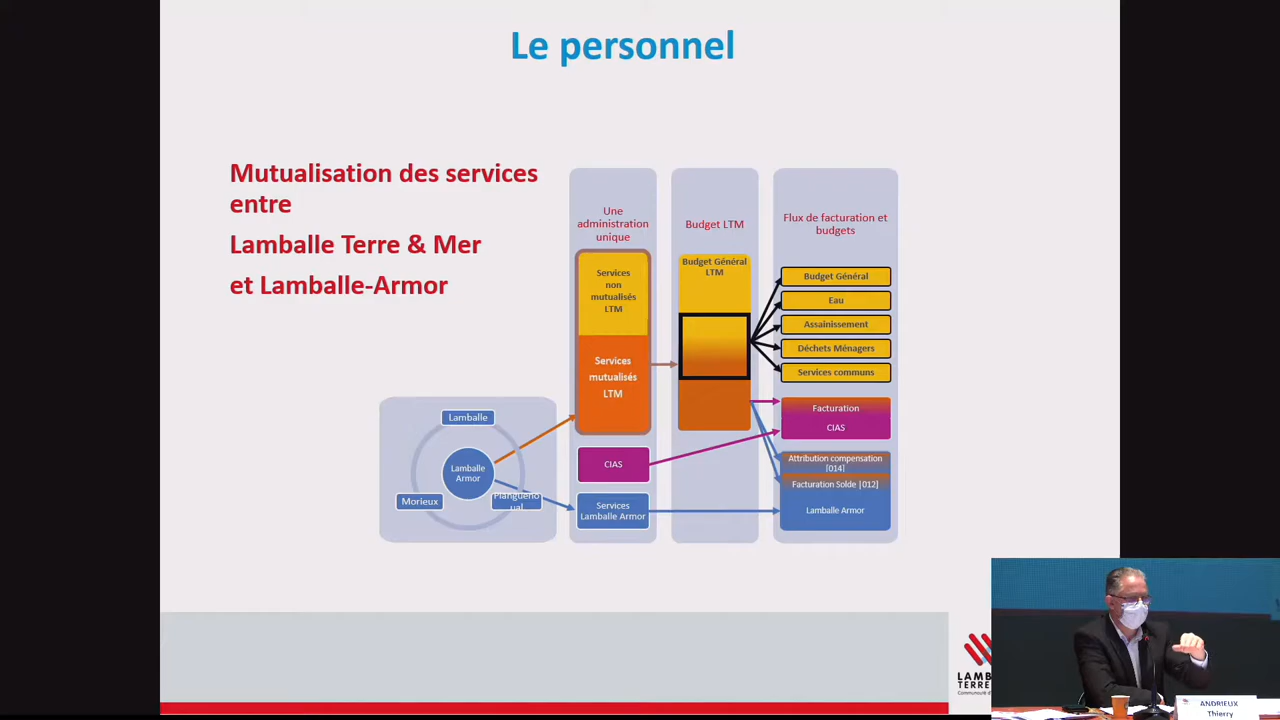 Le personnel
Mutualisation des services
entre
Lamballe Terre & Mer
et Lamballe-Armor
Une
administration
unique
Budget LTM
Flux de facturation et
budgets
Services
non
mutualisés
LTM
Services
mutualisés
LTM
Budget Général
LTM
Budget Général
Eau
Assainissement
Déchets Ménagers
Services communs
Facturation
CIAS
Attribution compensation
[014]
Facturation Solde [012]
Lamballe Armor
CIAS
Services
Lamballe Armor
Lamballe
Lamballe
Armor
Morieux
Planguenoual
LAMB
TERRE
Communauté d'
ANDRIEUX
Thierry